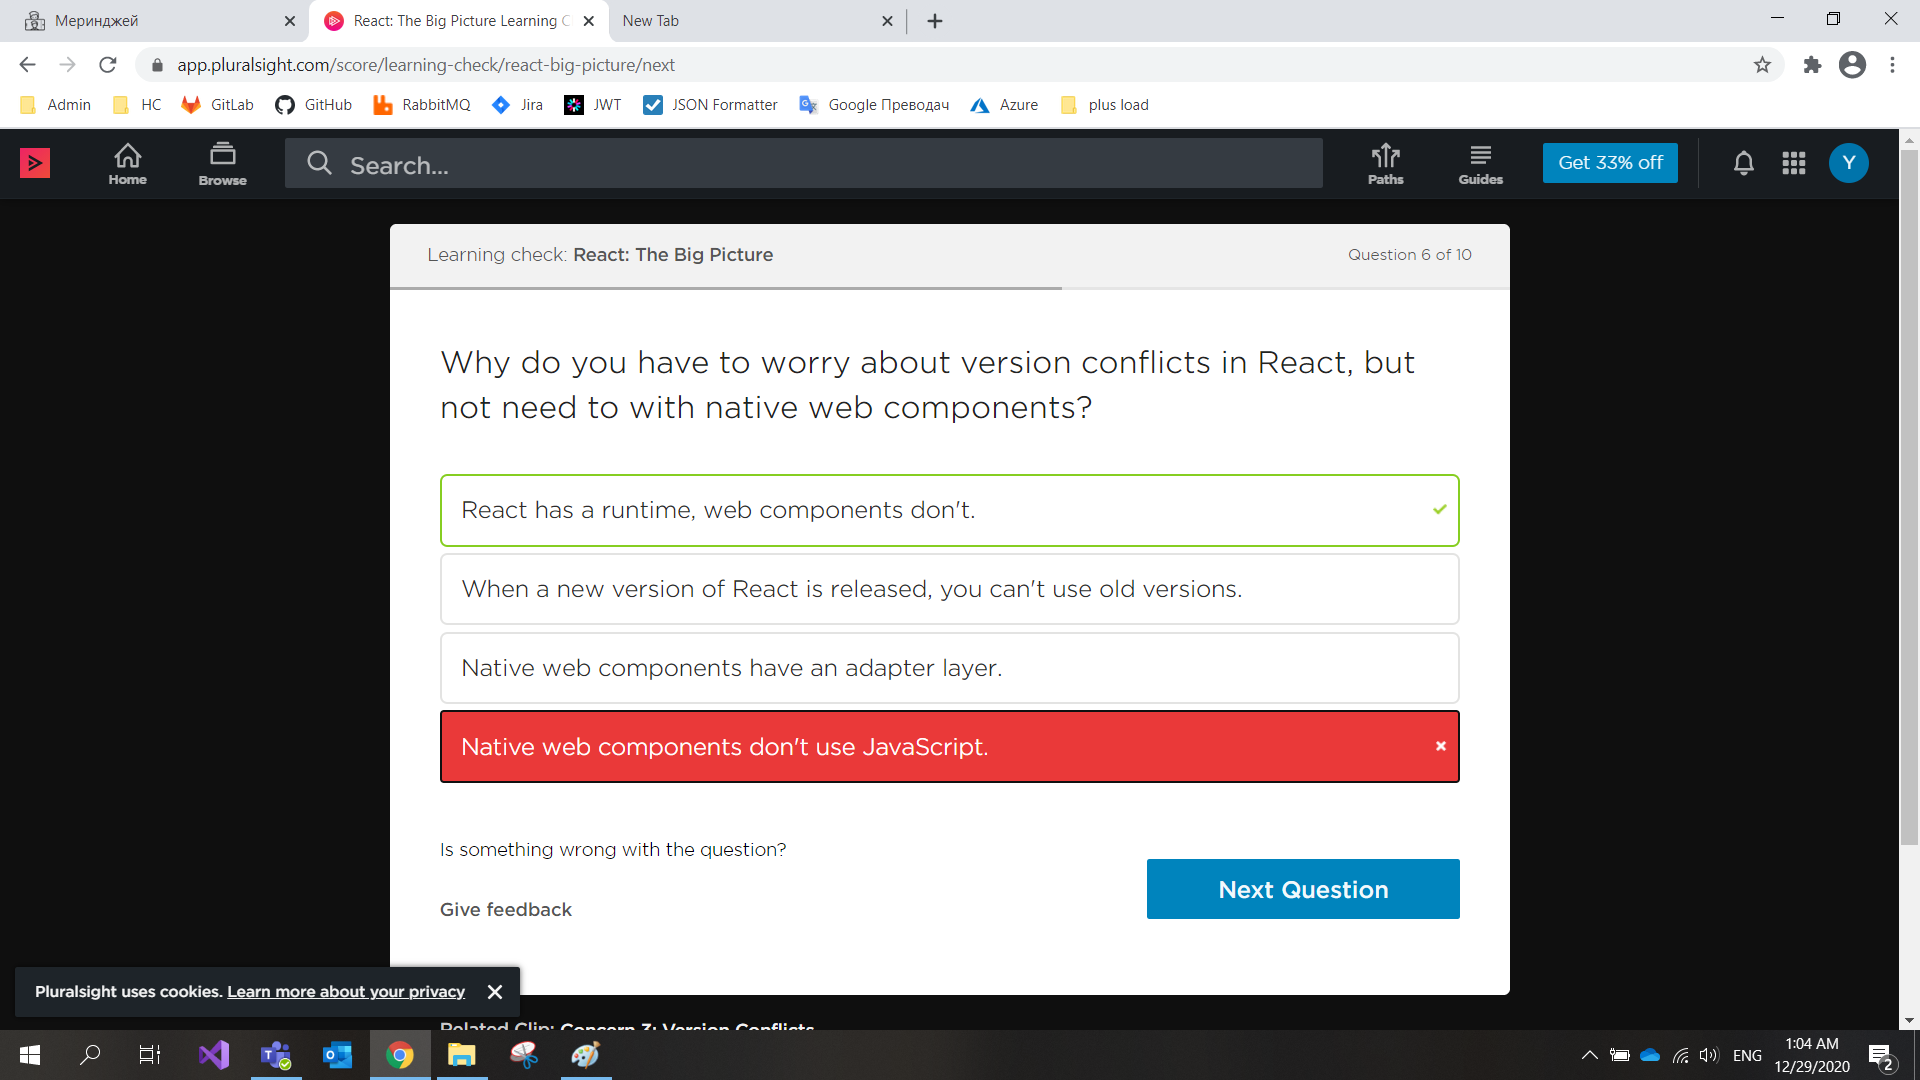 Меринджей
React: The Big Picture Learning C
New Tab
app.pluralsight.com/score/learning-check/react-big-picture/next
Admin
HC
GitLab
GitHub
RabbitMQ
Jira
JWT
JSON Formatter
Google Преводач
Azure
plus load
Home
Browse
Search...
Paths
Guides
Get 33% off
Y
Learning check: React: The Big Picture
Question 6 of 10
Why do you have to worry about version conflicts in React, but
not need to with native web components?
React has a runtime, web components don't.
When a new version of React is released, you can't use old versions.
Native web components have an adapter layer.
Native web components don't use JavaScript.
Is something wrong with the question?
Give feedback
Next Question
Pluralsight uses cookies. Learn more about your privacy
Related Clip: Concern 3: Version Conflicts
ENG
1:04 AM
12/29/2020
2